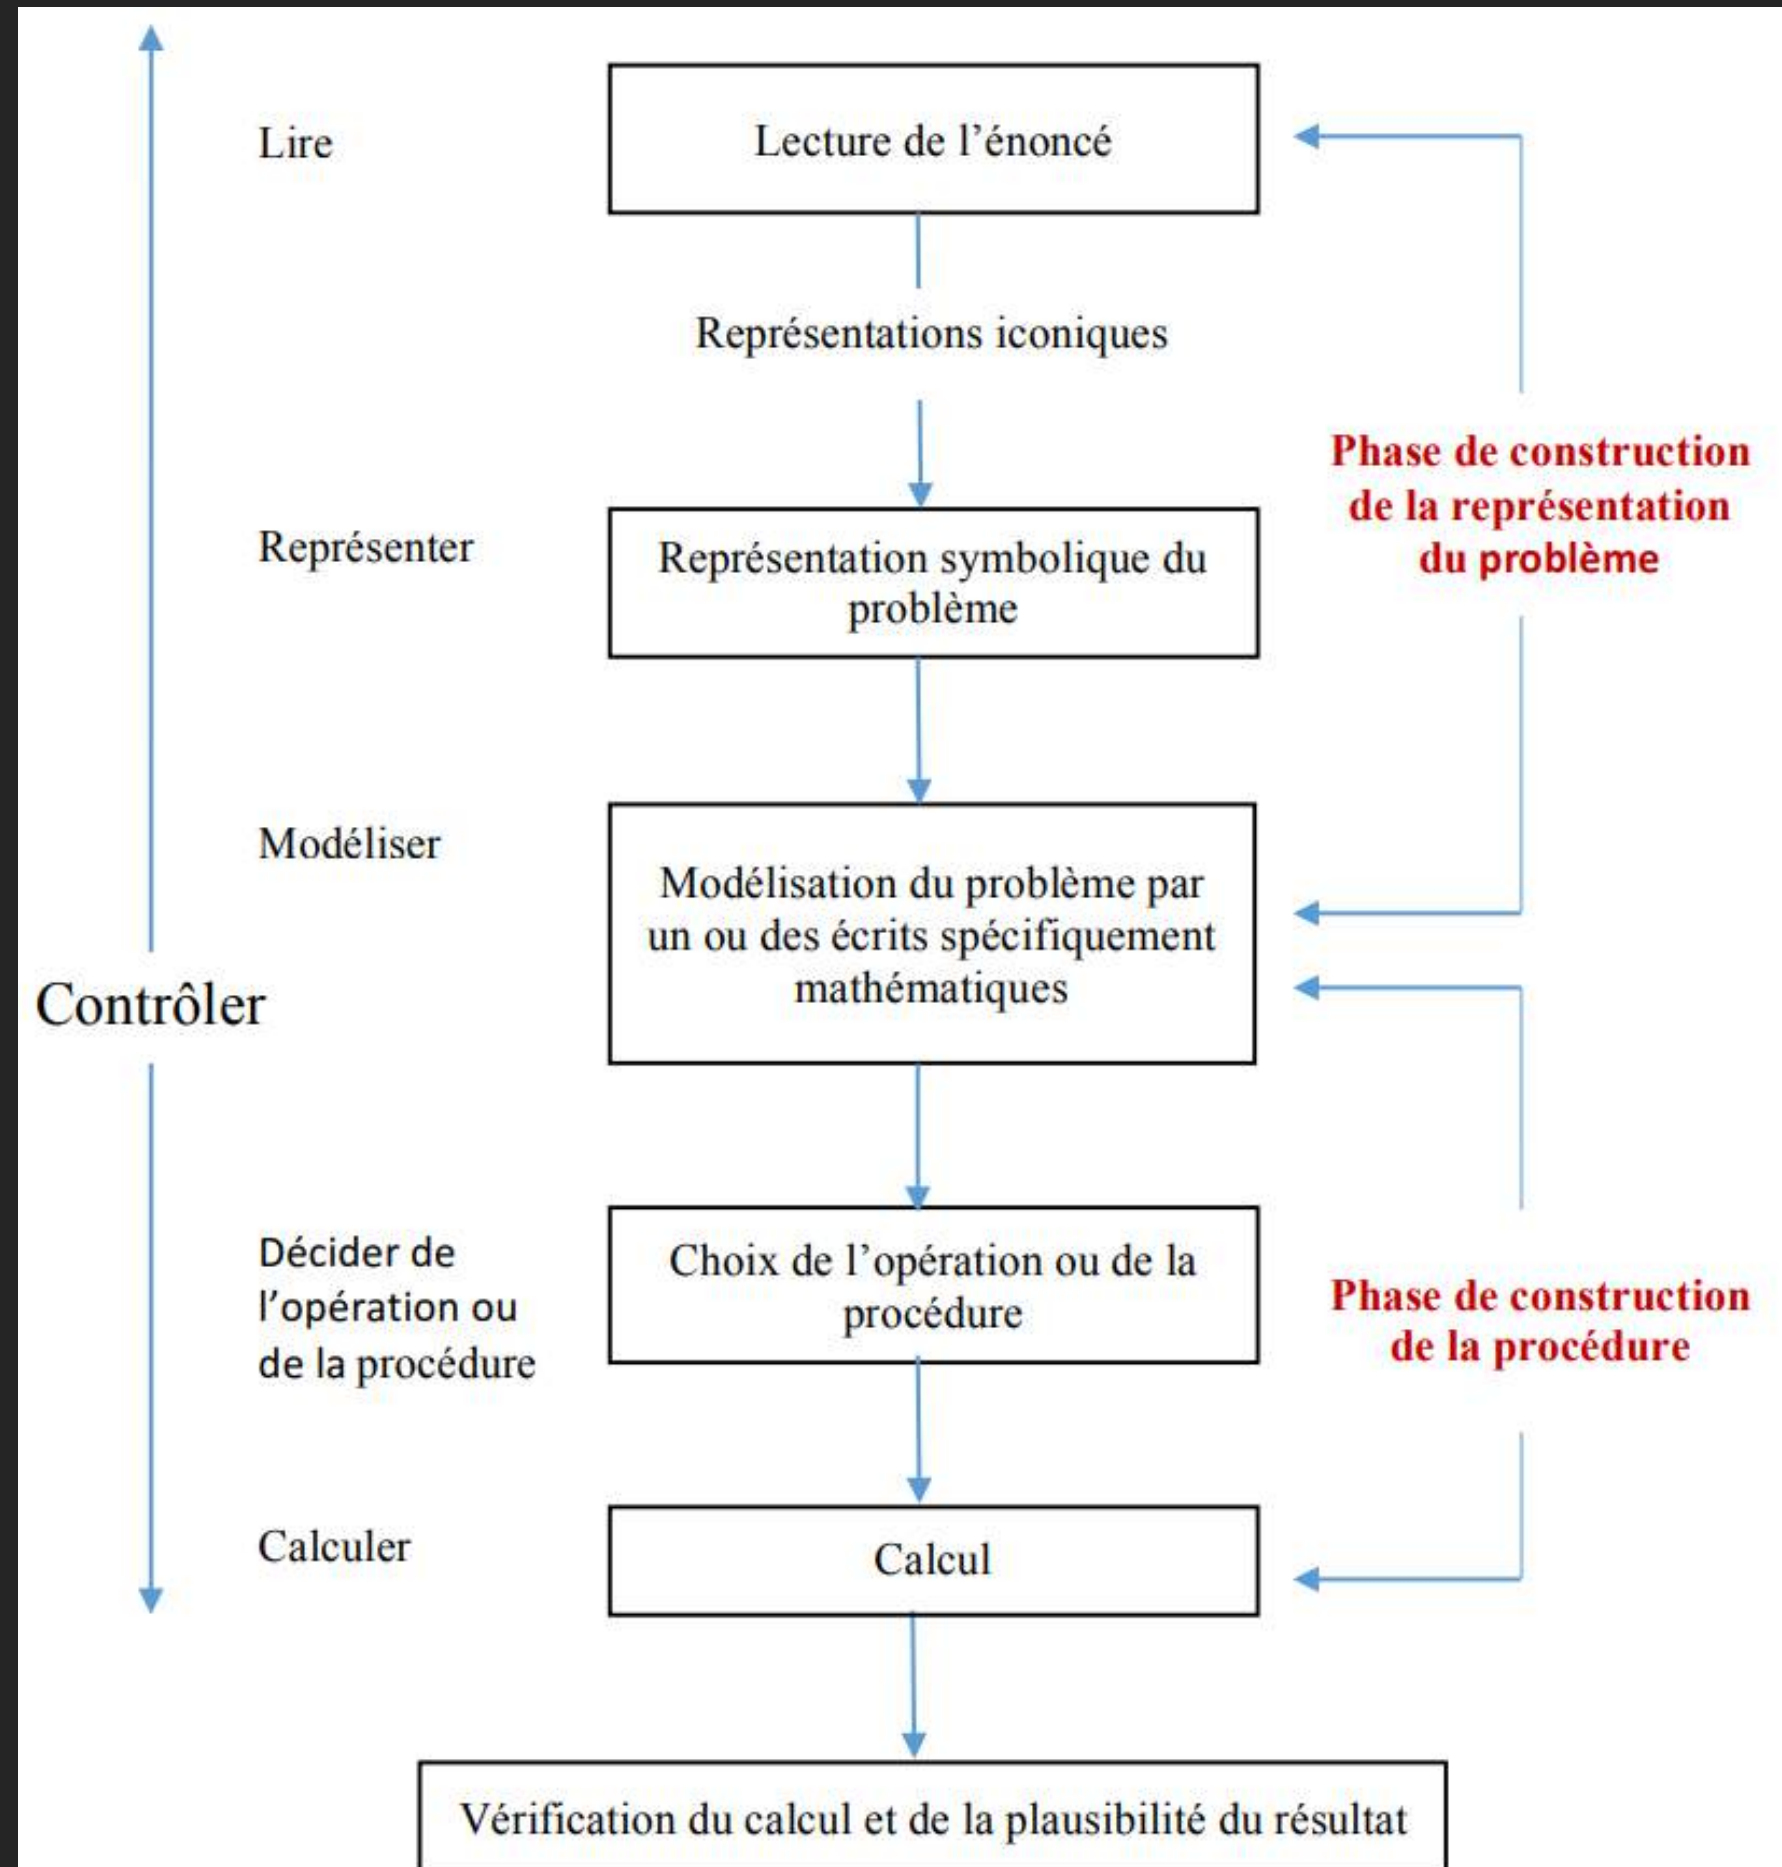 Lire
Lecture de l’énoncé
Représentations iconiques
Phase de construction
de la représentation
du problème
Représenter
Représentation symbolique du
problème
Modéliser
Modélisation du problème par
un ou des écrits spécifiquement
mathématiques
Contrôler
Décider de
l’opération ou
de la procédure
Choix de l’opération ou de la
procédure
Phase de construction
de la procédure
Calculer
Calcul
Vérification du calcul et de la plausibilité du résultat